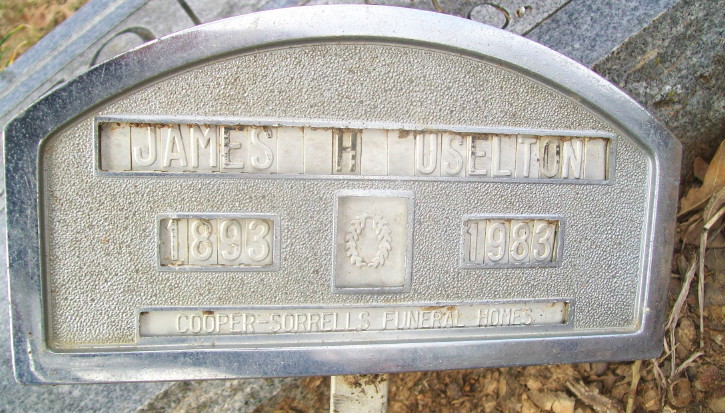 JAMES H USELTON
1893 1983
COOPER-SORRELLS FUNERAL HOMES